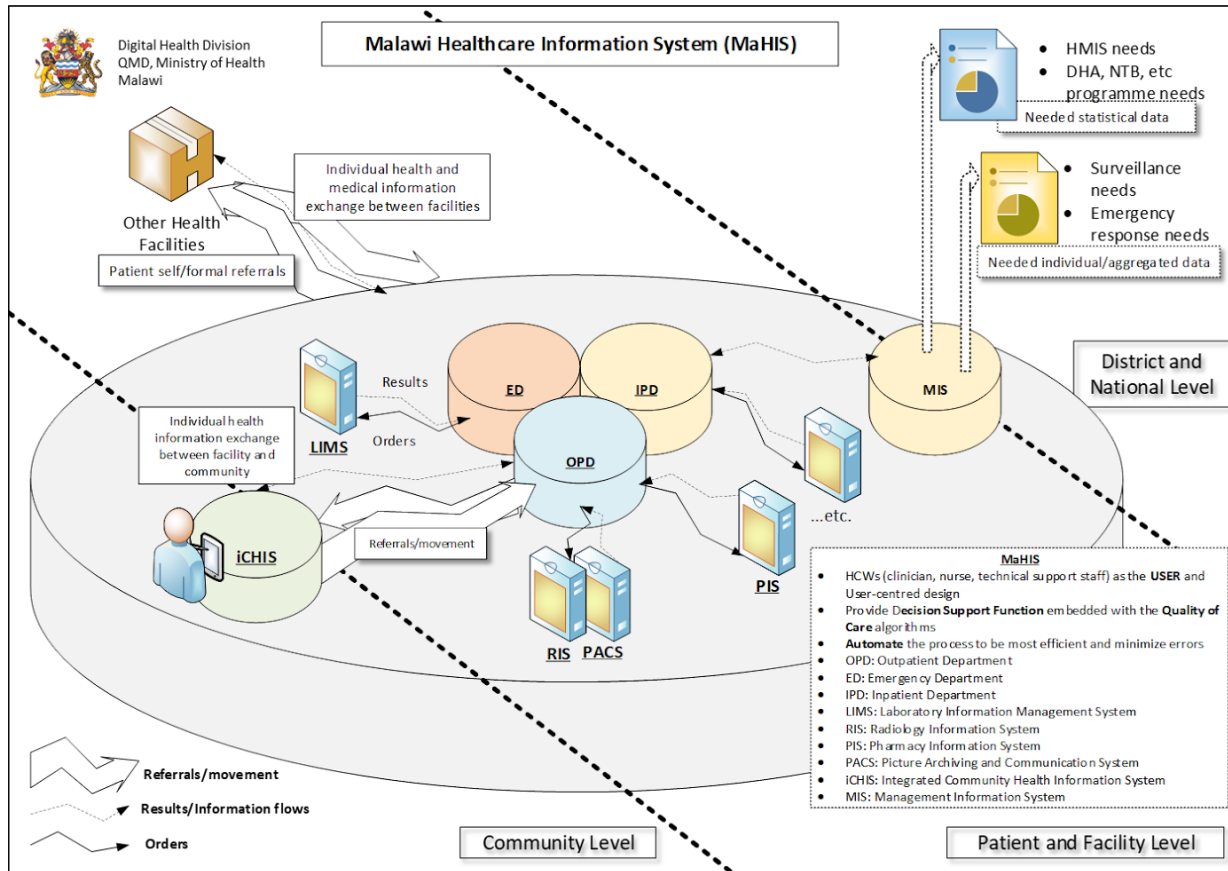 Malawi Healthcare Information System (MaHIS)
Digital Health Division
QMD, Ministry of Health
Malawi
• HMIS needs
• DHA, NTB, etc
programme needs
Needed statistical data
• Surveillance
needs
• Emergency
response needs
Needed individual/aggregated data
Individual health and
medical information
exchange between facilities
Other Health
Facilities
Patient self/formal referrals
District and
National Level
ED
IPD
MIS
OPD
Results
Orders
LIMS
Individual health
information exchange
between facility and
community
Referrals/movement
iCHIS
...etc.
PIS
RIS
PACS
MaHIS
• HCWs (clinician, nurse, technical support staff) as the USER and
User-centred design
• Provide Decision Support Function embedded with the Quality of
Care algorithms
• Automate the process to be most efficient and minimize errors
• OPD: Outpatient Department
• ED: Emergency Department
• IPD: Inpatient Department
• LIMS: Laboratory Information Management System
• RIS: Radiology Information System
• PIS: Pharmacy Information System
• PACS: Picture Archiving and Communication System
• iCHIS: Integrated Community Health Information System
• MIS: Management Information System
Referrals/movement
Results/Information flows
Orders
Community Level
Patient and Facility Level